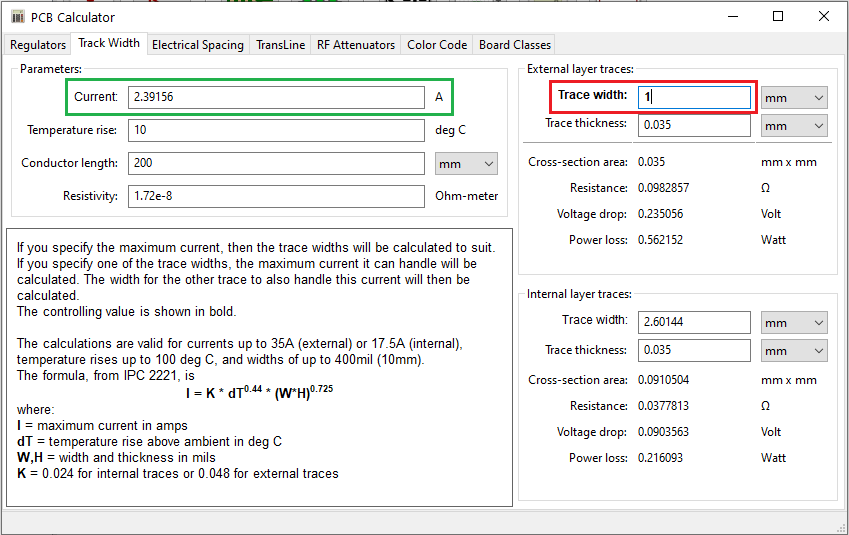 PCB Calculator
Regulators Track Width Electrical Spacing TransLine RF Attenuators Color Code Board Classes
Parameters:
Current: 2.39156 A
Temperature rise: 10 deg C
Conductor length: 200 mm
Resistivity: 1.72e-8 Ohm-meter
If you specify the maximum current, then the trace widths will be calculated to suit.
If you specify one of the trace widths, the maximum current it can handle will be
calculated. The width for the other trace to also handle this current will then be
calculated.
The controlling value is shown in bold.
The calculations are valid for currents up to 35A (external) or 17.5A (internal),
temperature rises up to 100 deg C, and widths of up to 400mil (10mm).
The formula, from IPC 2221, is
I = K * dT^0.44 * (W*H)^0.725
where:
I = maximum current in amps
dT = temperature rise above ambient in deg C
W,H = width and thickness in mils
K = 0.024 for internal traces or 0.048 for external traces
External layer traces:
Trace width: 1 mm
Trace thickness: 0.035 mm
Cross-section area: 0.035 mm x mm
Resistance: 0.0982857 Ω
Voltage drop: 0.235056 Volt
Power loss: 0.562152 Watt
Internal layer traces:
Trace width: 2.60144 mm
Trace thickness: 0.035 mm
Cross-section area: 0.0910504 mm x mm
Resistance: 0.0377813 Ω
Voltage drop: 0.0903563 Volt
Power loss: 0.216093 Watt